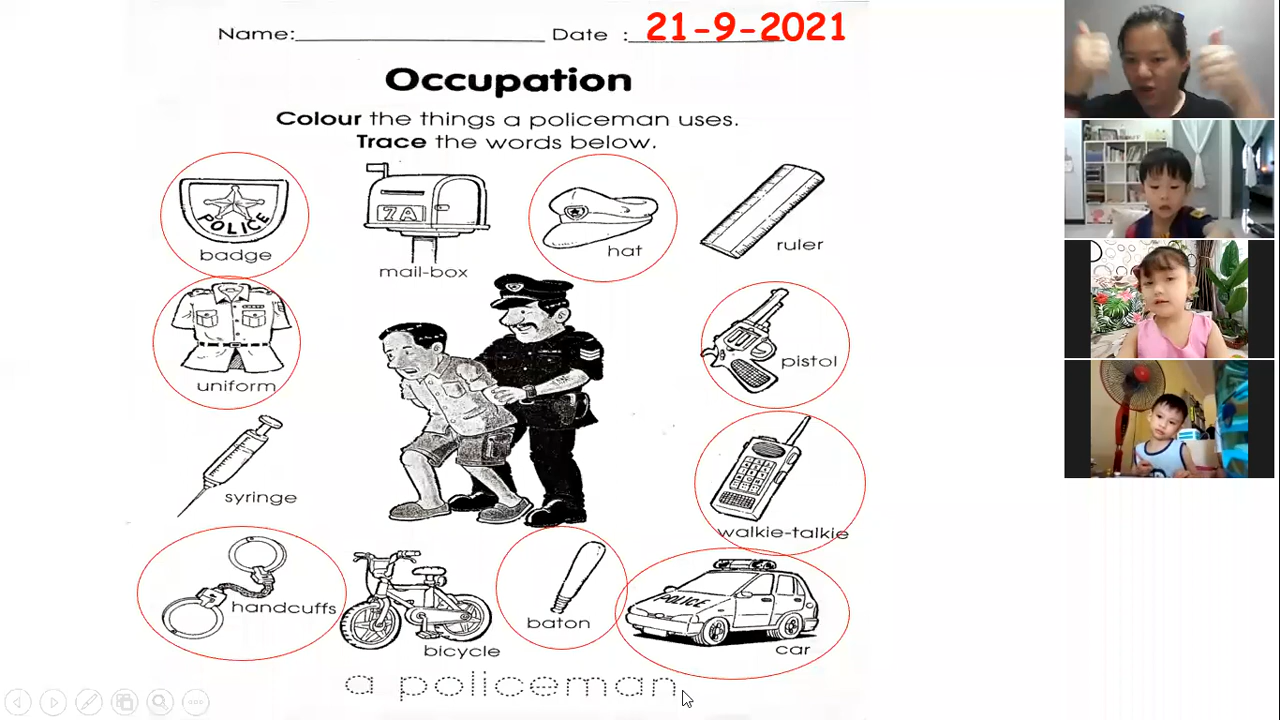 Name: Date : 21-9-2021
Occupation
Colour the things a policeman uses.
Trace the words below.
POLICE
badge
7A
mail-box
hat
ruler
uniform
pistol
syringe
walkie-talkie
handcuffs
bicycle
baton
POLICE
car
a policeman